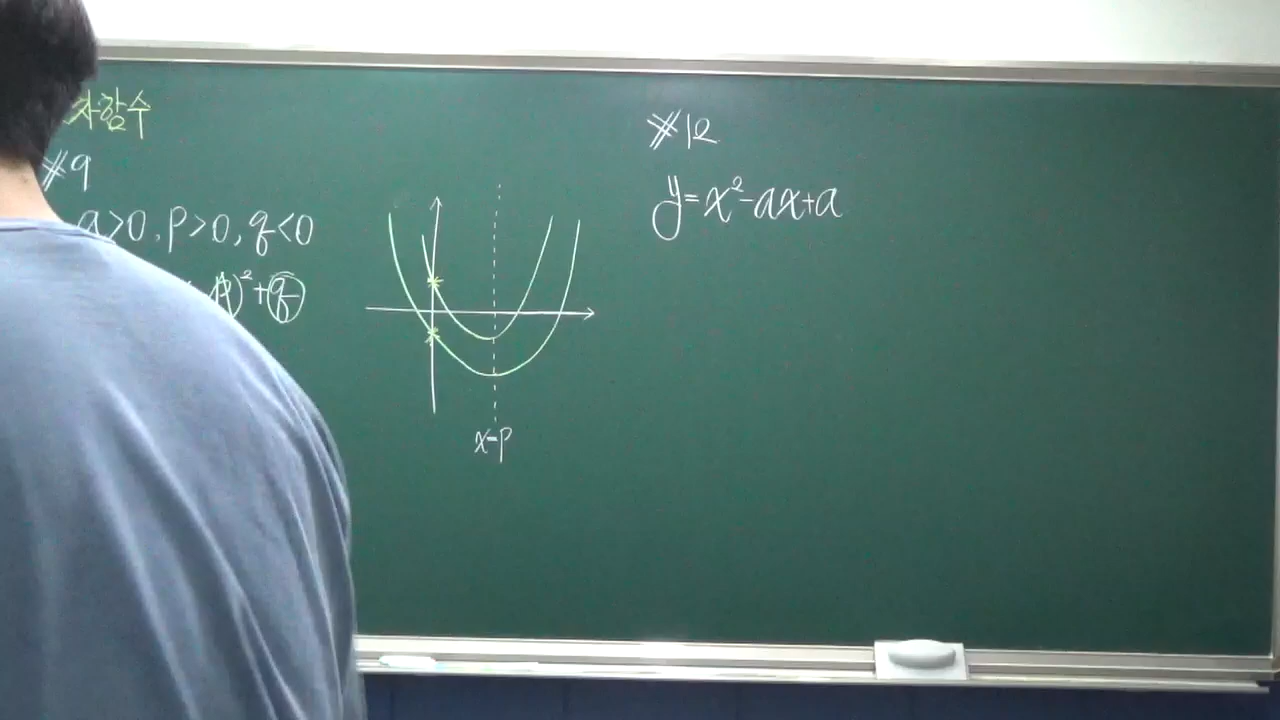 차함수
#9
a>0, p>0, q<0
p)²+q
x=p
#12
y=x²-ax+a